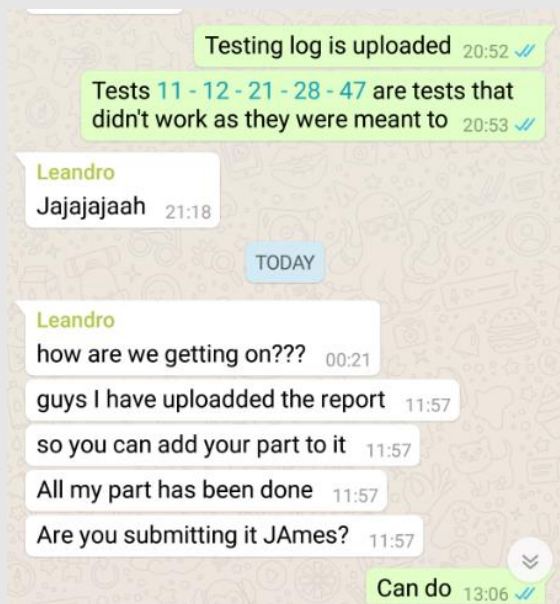 Testing log is uploaded 20:52
Tests 11 - 12 - 21 - 28 - 47 are tests that
didn't work as they were meant to 20:53
Leandro
Jajajajaah 21:18
TODAY
Leandro
how are we getting on??? 00:21
guys I have uploadded the report 11:57
so you can add your part to it 11:57
All my part has been done 11:57
Are you submitting it JAmes? 11:57
Can do 13:06